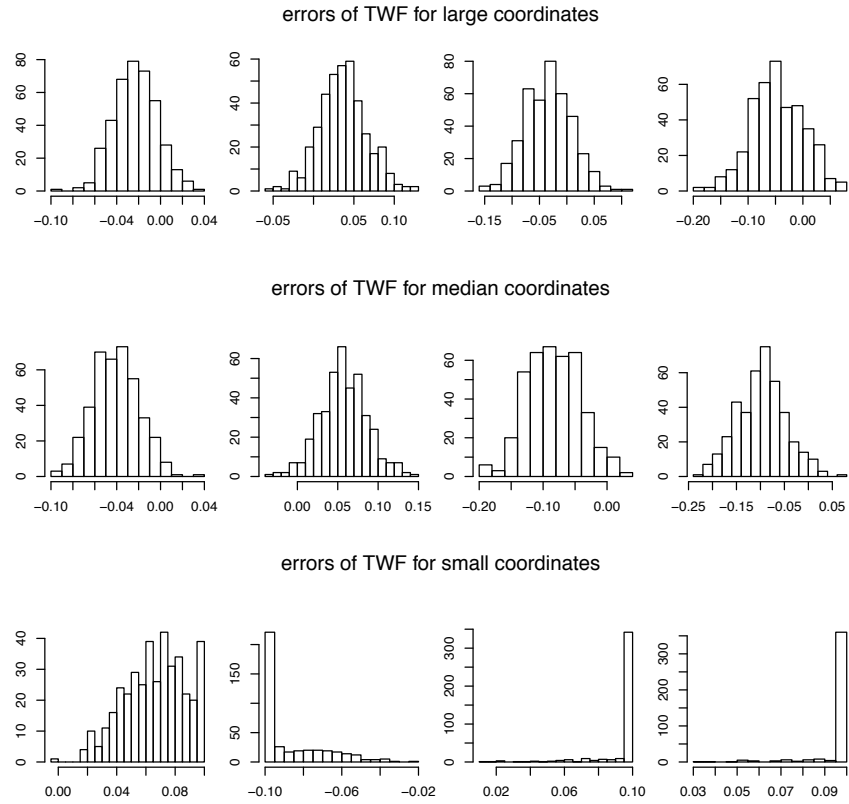 errors of TWF for large coordinates
0 20 40 60 80
−0.10 −0.04 0.00 0.04
0 20 40 60
−0.05 0.05 0.10
0 20 40 60 80
−0.15 −0.05 0.05
0 20 40 60
−0.20 −0.10 0.00
errors of TWF for median coordinates
0 20 40 60
−0.10 −0.04 0.00 0.04
0 20 40 60
0.00 0.05 0.10 0.15
0 20 40 60
−0.20 −0.10 0.00
0 20 40 60
−0.25 −0.15 −0.05 0.05
errors of TWF for small coordinates
0 10 20 30 40
0.00 0.04 0.08
0 50 150
−0.10 −0.06 −0.02
0 100 200 300 350
0.02 0.06 0.10
0 100 200 300
0.03 0.05 0.07 0.09